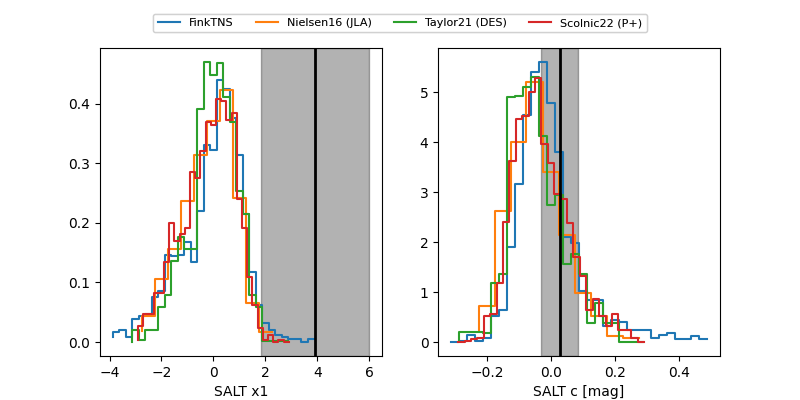 FinkTNS Nielsen16 (JLA) Taylor21 (DES) Scolnic22 (P+)
0.4
0.3
0.2
0.1
0.0
−4 −2 0 2 4 6
SALT x1
5
4
3
2
1
0
−0.2 0.0 0.2 0.4
SALT c [mag]